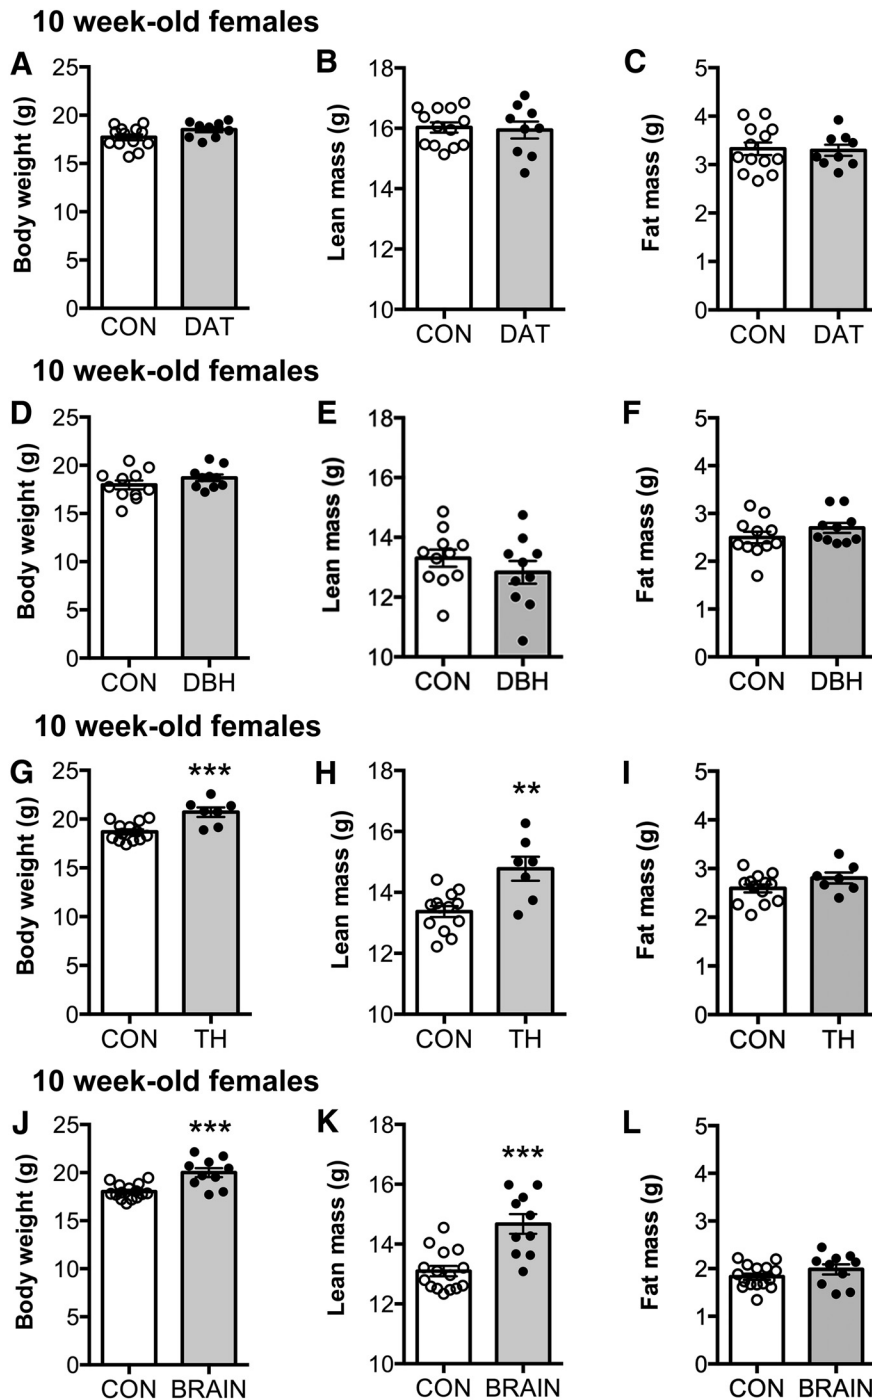 10 week-old females
A B C
Body weight (g) Lean mass (g) Fat mass (g)
25 18 5
20 16 4
15 14 3
10 12 2
5 10 1
0 0
CON DAT CON DAT CON DAT
10 week-old females
D E F
Body weight (g) Lean mass (g) Fat mass (g)
25 18 5
20 16 4
15 14 3
10 12 2
5 10 1
0 0
CON DBH CON DBH CON DBH
10 week-old females
G H I
*** **
Body weight (g) Lean mass (g) Fat mass (g)
25 18 5
20 16 4
15 14 3
10 12 2
5 10 1
0 0
CON TH CON TH CON TH
10 week-old females
J K L
*** ***
Body weight (g) Lean mass (g) Fat mass (g)
25 18 5
20 16 4
15 14 3
10 12 2
5 10 1
0 0
CON BRAIN CON BRAIN CON BRAIN